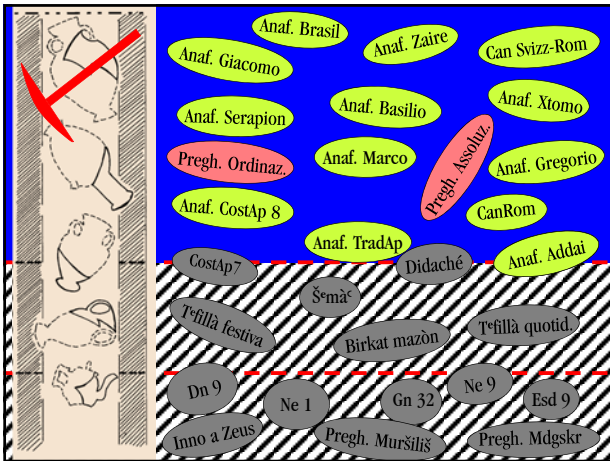 Anaf. Brasil
Anaf. Zaire
Can Svizz-Rom
Anaf. Giacomo
Anaf. Xtomo
Anaf. Serapion
Anaf. Basilio
Pregh. Assoluz.
Pregh. Ordinaz.
Anaf. Marco
Anaf. Gregorio
Anaf. CostAp 8
CanRom
Anaf. TradAp
Anaf. Addai
CostAp7
Didaché
Šᵉmàᶜ
Tᵉfillà festiva
Birkat mazòn
Tᵉfillà quotid.
Dn 9
Ne 1
Gn 32
Ne 9
Esd 9
Inno a Zeus
Pregh. Muršiliš
Pregh. Mdgskr